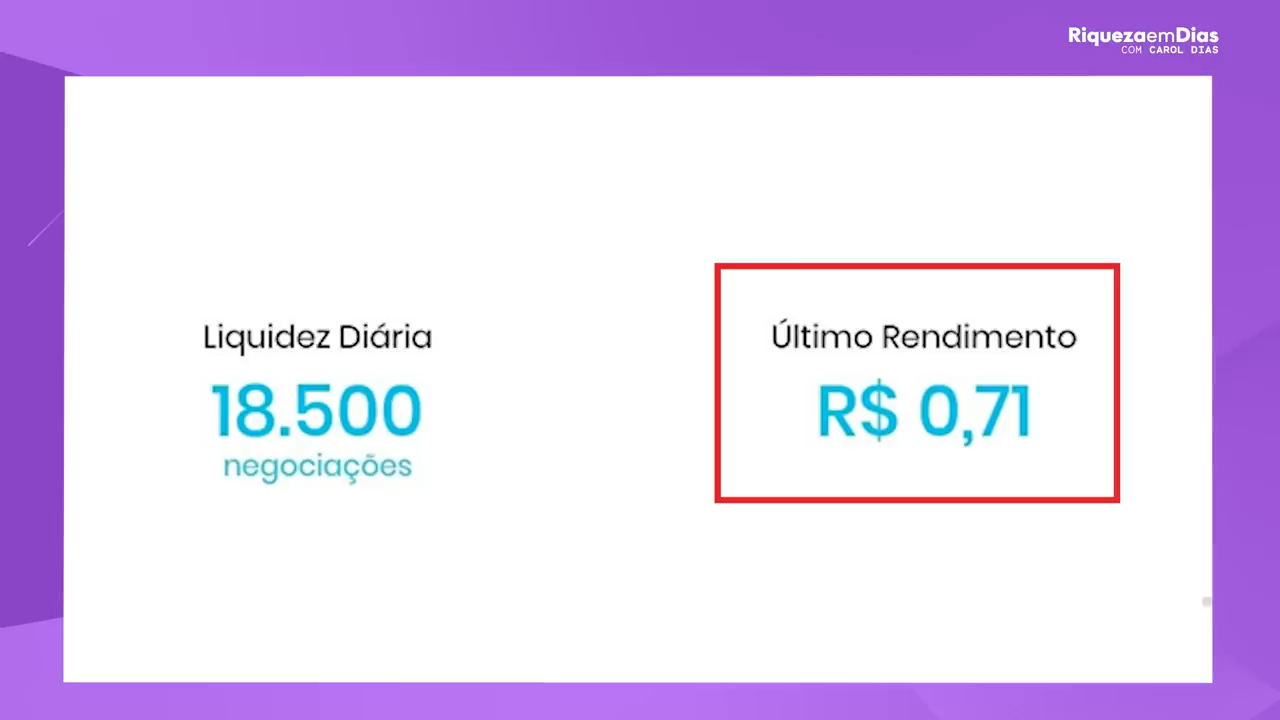 RiquezaemDias
COM CAROL DIAS
Liquidez Diária
18.500
negociações
Último Rendimento
R$ 0,71